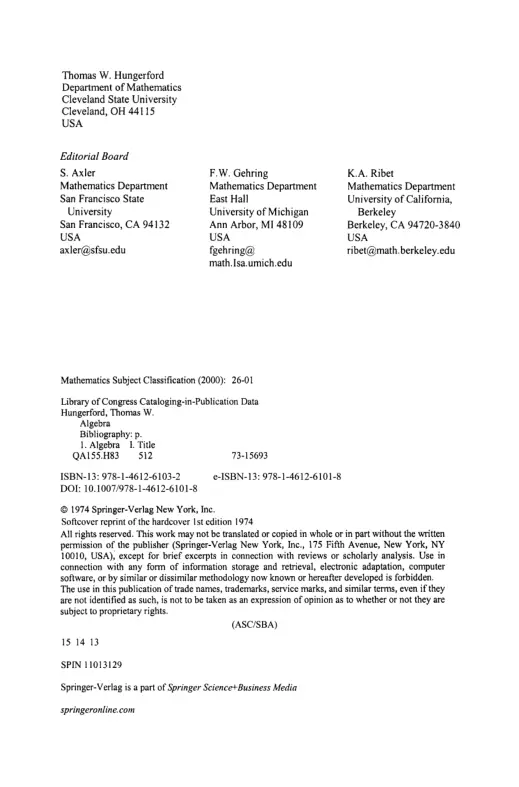 Thomas W. Hungerford
Department of Mathematics
Cleveland State University
Cleveland, OH 44115
USA
Editorial Board
S. Axler
Mathematics Department
San Francisco State
University
San Francisco, CA 94132
USA
axler@sfsu.edu
F.W. Gehring
Mathematics Department
East Hall
University of Michigan
Ann Arbor, MI 48109
USA
fgehring@
math.lsa.umich.edu
K.A. Ribet
Mathematics Department
University of California,
Berkeley
Berkeley, CA 94720-3840
USA
ribet@math.berkeley.edu
Mathematics Subject Classification (2000): 26-01
Library of Congress Cataloging-in-Publication Data
Hungerford, Thomas W.
Algebra
Bibliography: p.
1. Algebra I. Title
QA155.H83 512 73-15693
ISBN-13: 978-1-4612-6103-2 e-ISBN-13: 978-1-4612-6101-8
DOI: 10.1007/978-1-4612-6101-8
© 1974 Springer-Verlag New York, Inc.
Softcover reprint of the hardcover 1st edition 1974
All rights reserved. This work may not be translated or copied in whole or in part without the written
permission of the publisher (Springer-Verlag New York, Inc., 175 Fifth Avenue, New York, NY
10010, USA), except for brief excerpts in connection with reviews or scholarly analysis. Use in
connection with any form of information storage and retrieval, electronic adaptation, computer
software, or by similar or dissimilar methodology now known or hereafter developed is forbidden.
The use in this publication of trade names, trademarks, service marks, and similar terms, even if they
are not identified as such, is not to be taken as an expression of opinion as to whether or not they are
subject to proprietary rights.
(ASC/SBA)
15 14 13
SPIN 11013129
Springer-Verlag is a part of Springer Science+Business Media
springeronline.com